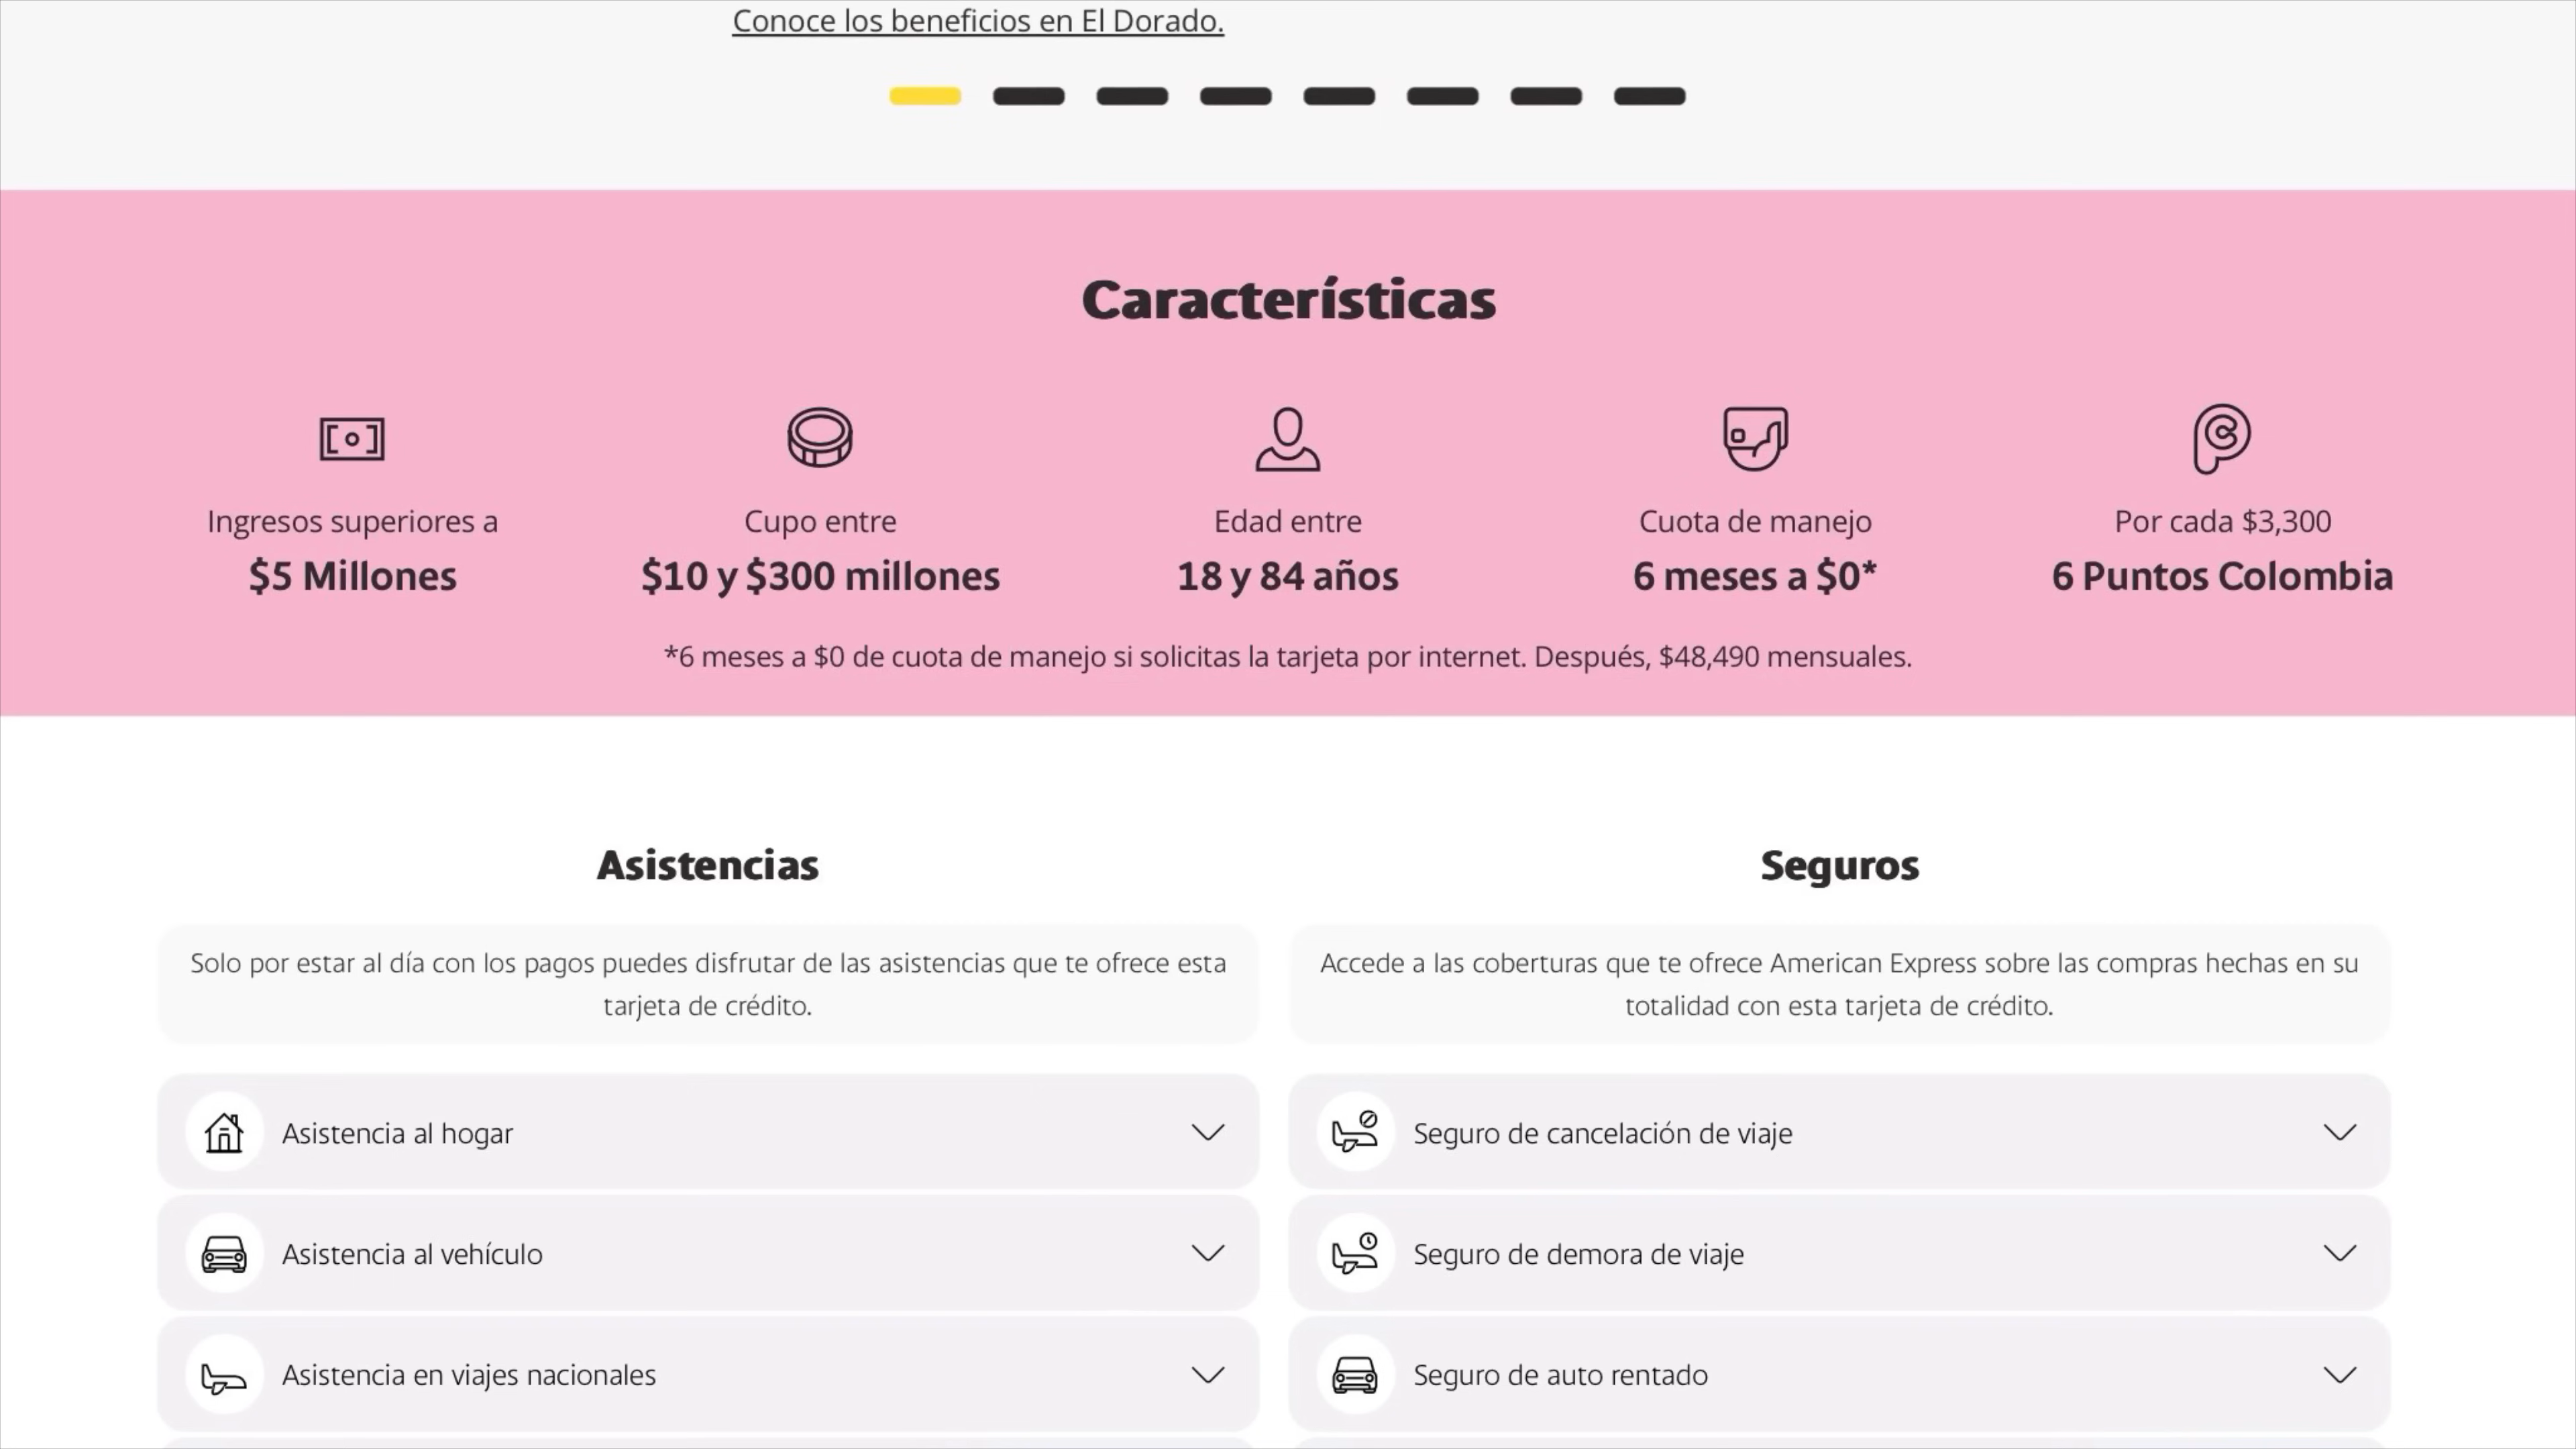 Conoce los beneficios en El Dorado.
Características
Ingresos superiores a
$5 Millones
Cupo entre
$10 y $300 millones
Edad entre
18 y 84 años
Cuota de manejo
6 meses a $0*
Por cada $3,300
6 Puntos Colombia
*6 meses a $0 de cuota de manejo si solicitas la tarjeta por internet. Después, $48,490 mensuales.
Asistencias
Solo por estar al día con los pagos puedes disfrutar de las asistencias que te ofrece esta
tarjeta de crédito.
Asistencia al hogar
Asistencia al vehículo
Asistencia en viajes nacionales
Seguros
Accede a las coberturas que te ofrece American Express sobre las compras hechas en su
totalidad con esta tarjeta de crédito.
Seguro de cancelación de viaje
Seguro de demora de viaje
Seguro de auto rentado